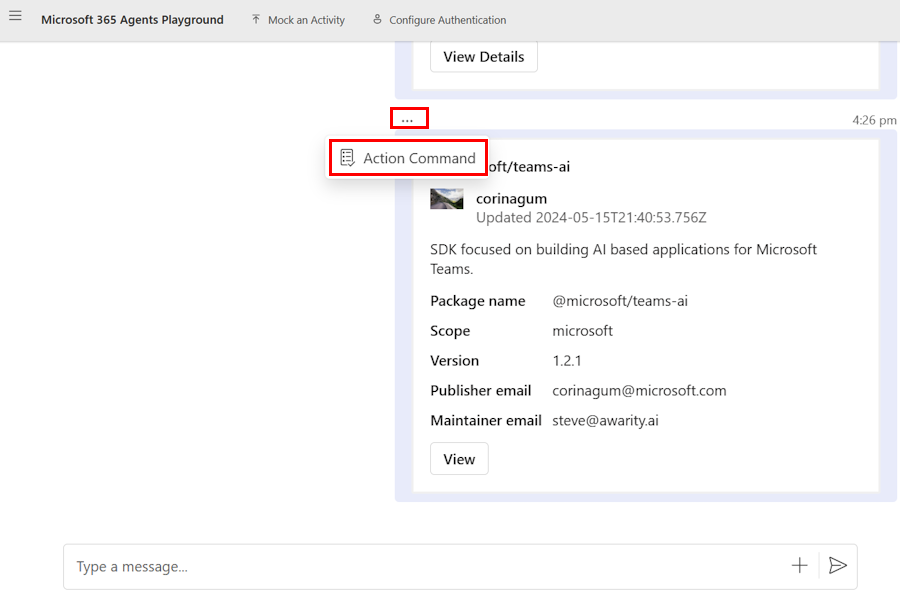 Microsoft 365 Agents Playground Mock an Activity Configure Authentication
View Details
... 4:26 pm
Action Command
oft/teams-ai
corinagum
Updated 2024-05-15T21:40:53.756Z
SDK focused on building AI based applications for Microsoft
Teams.
Package name @microsoft/teams-ai
Scope microsoft
Version 1.2.1
Publisher email corinagum@microsoft.com
Maintainer email steve@awarity.ai
View
Type a message...